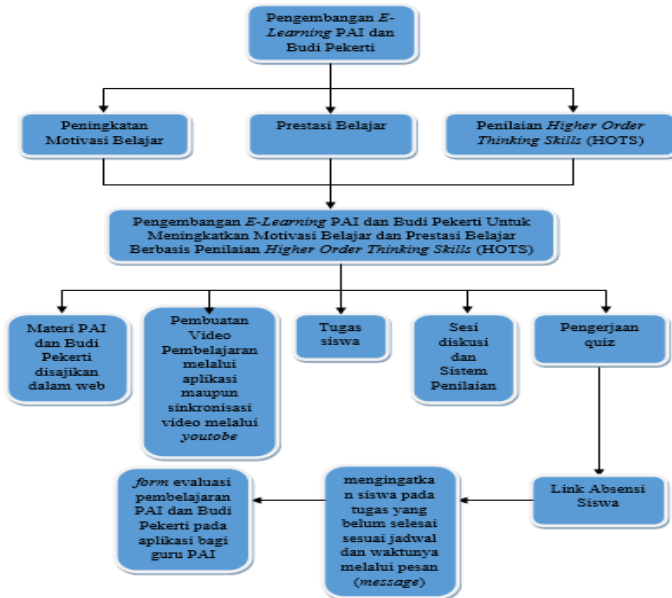 Pengembangan E-
Learning PAI dan
Budi Pekerti
Peningkatan
Motivasi Belajar
Prestasi Belajar
Penilaian Higher Order
Thinking Skills (HOTS)
Pengembangan E-Learning PAI dan Budi Pekerti Untuk
Meningkatkan Motivasi Belajar dan Prestasi Belajar
Berbasis Penilaian Higher Order Thinking Skills (HOTS)
Materi PAI
dan Budi
Pekerti
disajikan
dalam web
Pembuatan
Video
Pembelajaran
melalui
aplikasi
maupun
sinkronisasi
video melalui
youtobe
Tugas
siswa
Sesi
diskusi
dan
Sistem
Penilaian
Pengerjaan
quiz
form evaluasi
pembelajaran
PAI dan Budi
Pekerti pada
aplikasi bagi
guru PAI
mengingatka
n siswa pada
tugas yang
belum selesai
sesuai jadwal
dan waktunya
melalui pesan
(message)
Link Absensi
Siswa